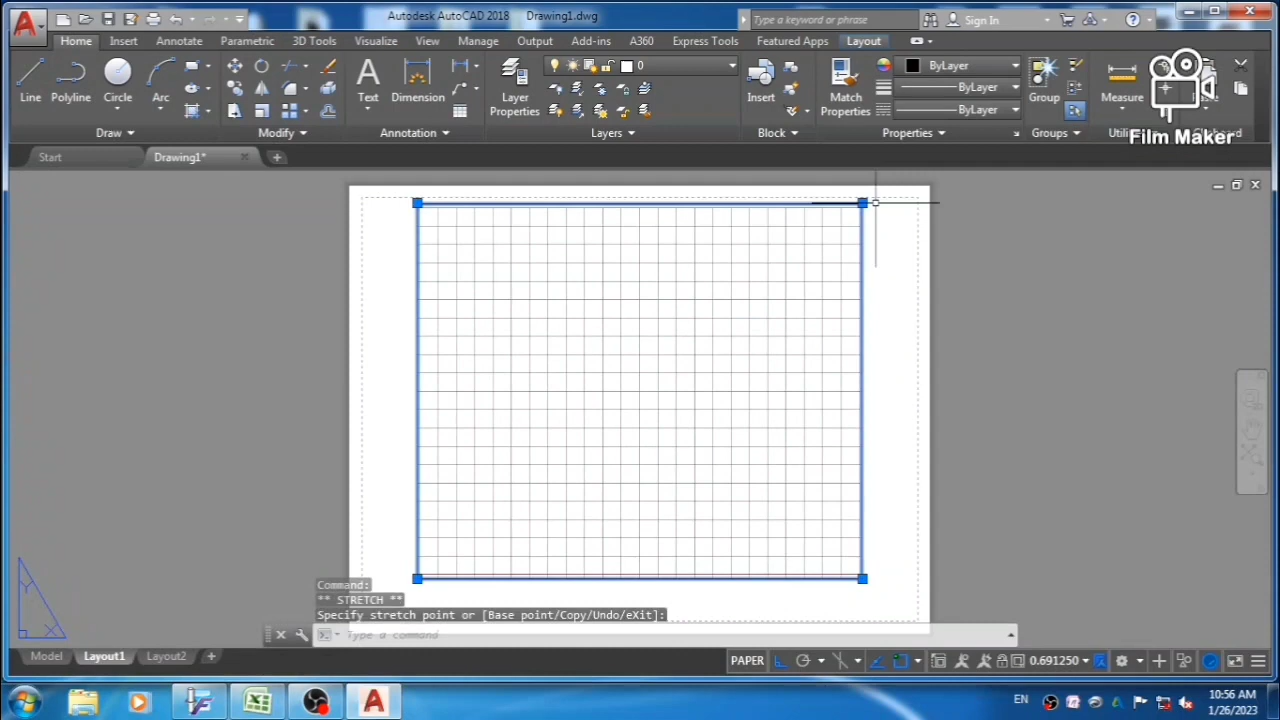 Autodesk AutoCAD 2018 Drawing1.dwg
Type a keyword or phrase
Sign In
Home Insert Annotate Parametric 3D Tools Visualize View Manage Output Add-ins A360 Express Tools Featured Apps Layout
Line Polyline Circle Arc
Text Dimension
Layer
Properties
0
Insert
Match
Properties
ByLayer
ByLayer
ByLayer
Group
Measure
Draw Modify Annotation Layers Block Properties Groups
Film Maker
Start Drawing1*
Command:
** STRETCH **
Specify stretch point or [Base point/Copy/Undo/eXit]:
Type a command
Y
X
Model Layout1 Layout2
PAPER
0.691250
EN
10:56 AM
1/26/2023